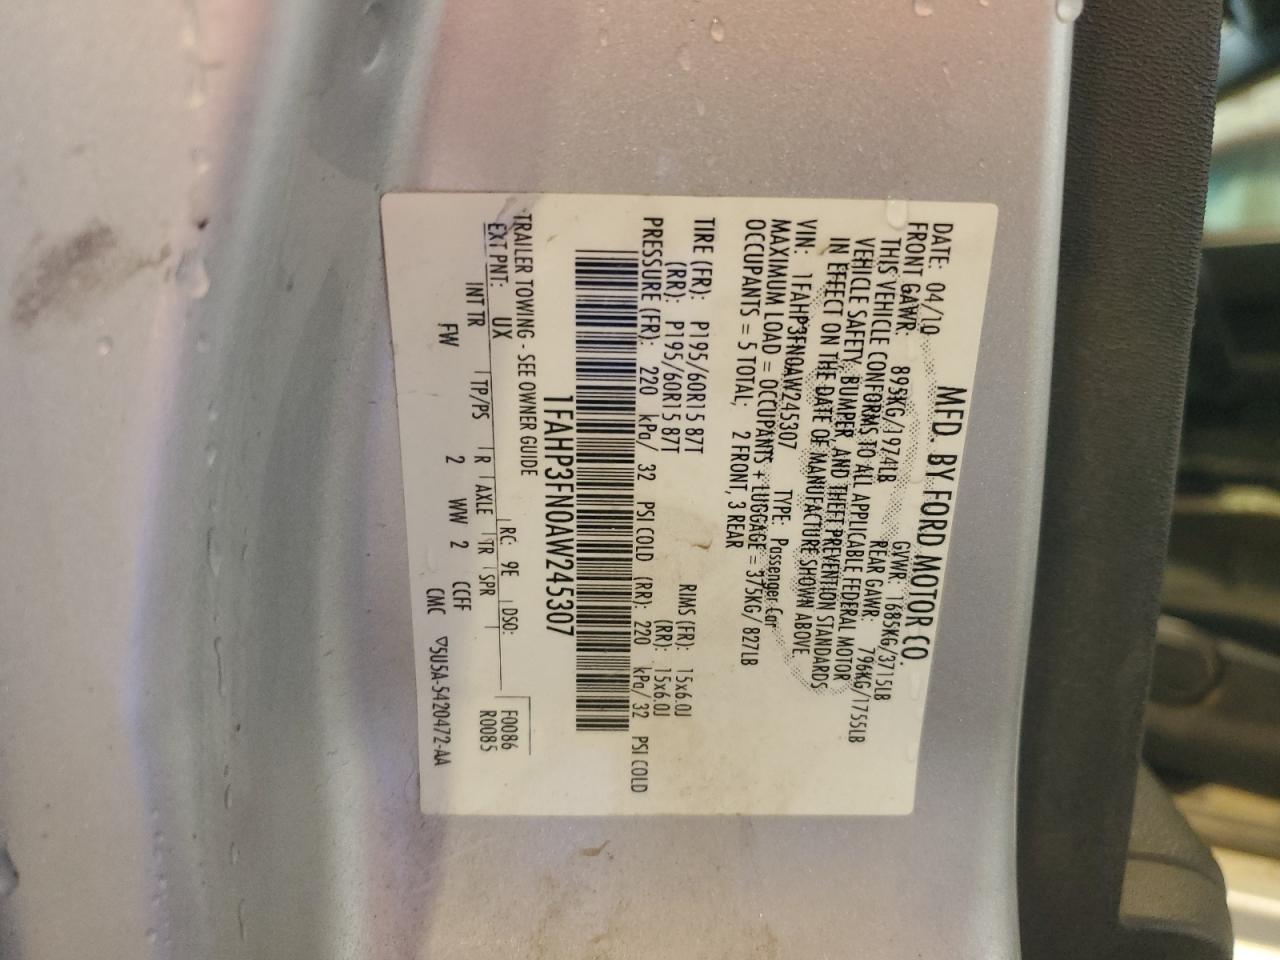 MFD. BY FORD MOTOR CO.
DATE: 04/10 GVWR: 1685KG/3715LB
FRONT GAWR: 895KG/1974LB REAR GAWR: 796KG/1755LB
THIS VEHICLE CONFORMS TO ALL APPLICABLE FEDERAL MOTOR
VEHICLE SAFETY, BUMPER, AND THEFT PREVENTION STANDARDS
IN EFFECT ON THE DATE OF MANUFACTURE SHOWN ABOVE.
VIN: 1FAHP3FN0AW245307 TYPE: Passenger Car
MAXIMUM LOAD = OCCUPANTS + LUGGAGE = 375KG/ 827LB
OCCUPANTS = 5 TOTAL; 2 FRONT, 3 REAR
TIRE (FR): P195/60R15 87T RIMS (FR): 15x6.0J
(RR): P195/60R15 87T (RR): 15x6.0J
PRESSURE (FR): 220 kPa/ 32 PSI COLD (RR): 220 kPa/ 32 PSI COLD
1FAHP3FN0AW245307
TRAILER TOWING - SEE OWNER GUIDE
EXT PNT: UX RC: 9E DSO: F0086
R0085
INT TR TP/PS R AXLE TR SPR
FW 2 WW 2 CCFF
CMC ▽5U5A-5420472-AA